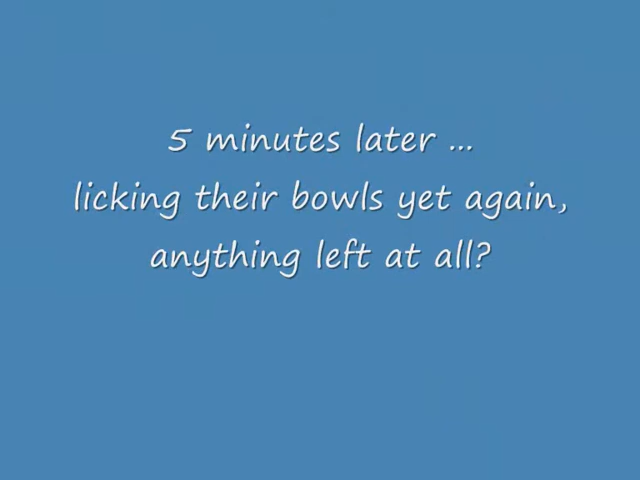 5 minutes later ...
licking their bowls yet again,
anything left at all?